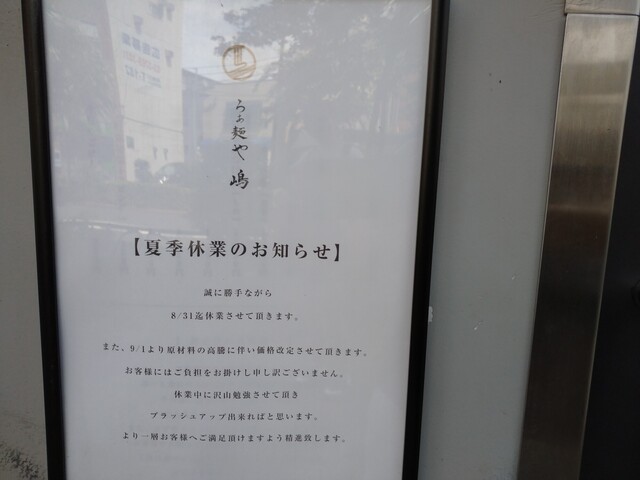 らぁ麺や 嶋
【夏季休業のお知らせ】
誠に勝手ながら
8/31迄休業させて頂きます。
また、9/1より原材料の高騰に伴い価格改定させて頂きます。
お客様にはご負担をお掛けし申し訳ございません。
休業中に沢山勉強させて頂き
ブラッシュアップ出来ればと思います。
より一層お客様へご満足頂けますよう精進致します。